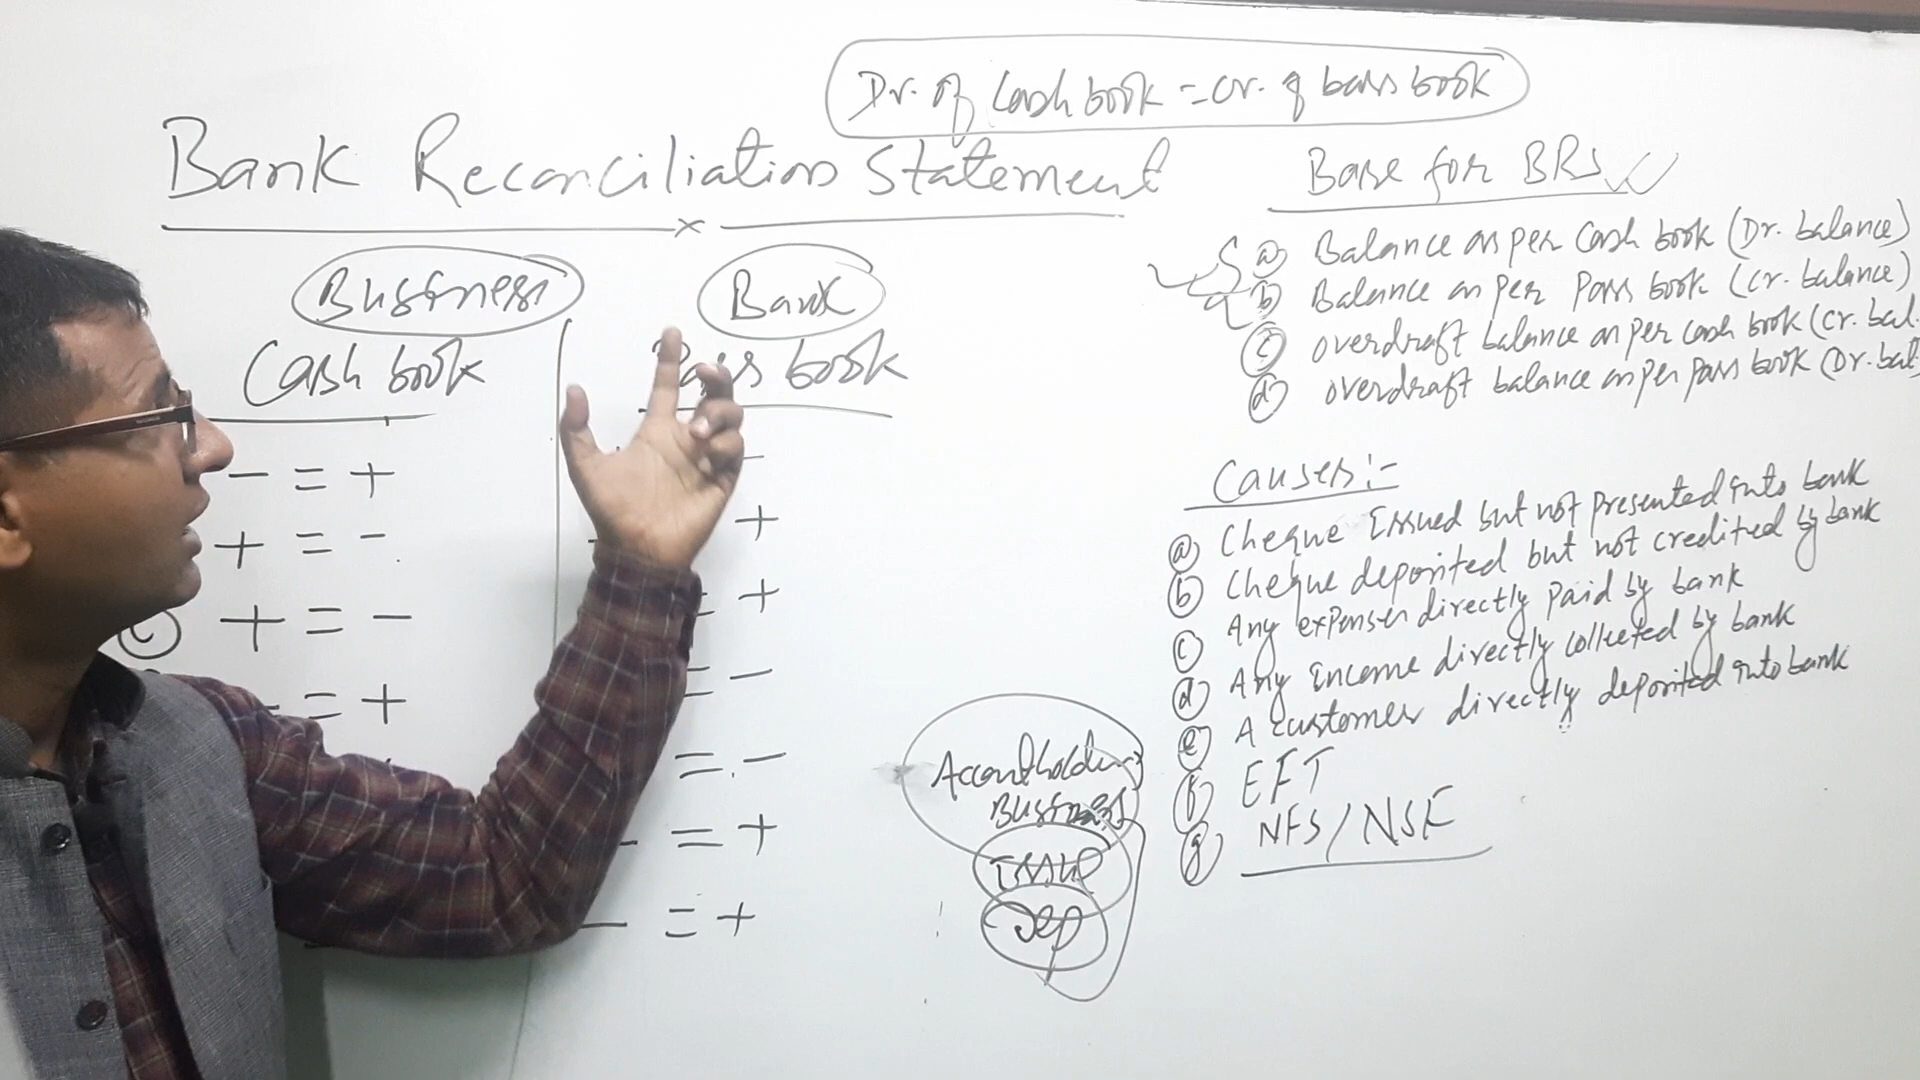 Dr. of Cash book = cr. of pass book
Bank Reconciliation Statement
Business
Bank
Cash book
Pass book
- = +
+ = -
c + = -
- = +
-
+
= +
= -
= -
- = +
- = +
Base for BRS
a Balance as per Cash book (Dr. balance)
b Balance as per Pass book (cr. balance)
c overdraft balance as per cash book (cr. bal.
d overdraft balance as per pass book (Dr. bal
Causes :-
a Cheque Issued but not presented into bank
b Cheque deposited but not credited by bank
c Any expenses directly paid by bank
d Any Income directly collected by bank
e A customer directly deposited into bank
f EFT
g NFS/NSF
Accountholder
Business
Issue
Dep